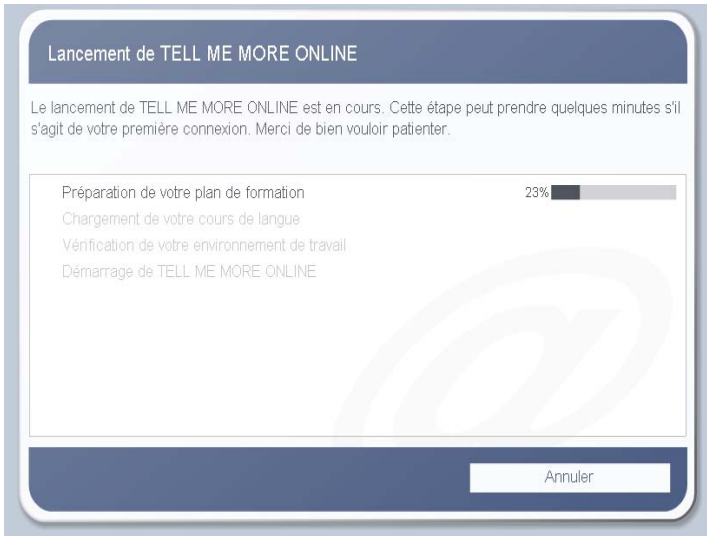 Lancement de TELL ME MORE ONLINE
Le lancement de TELL ME MORE ONLINE est en cours. Cette étape peut prendre quelques minutes s'il
s'agit de votre première connexion. Merci de bien vouloir patienter.
Préparation de votre plan de formation 23%
Chargement de votre cours de langue
Vérification de votre environnement de travail
Démarrage de TELL ME MORE ONLINE
@
Annuler